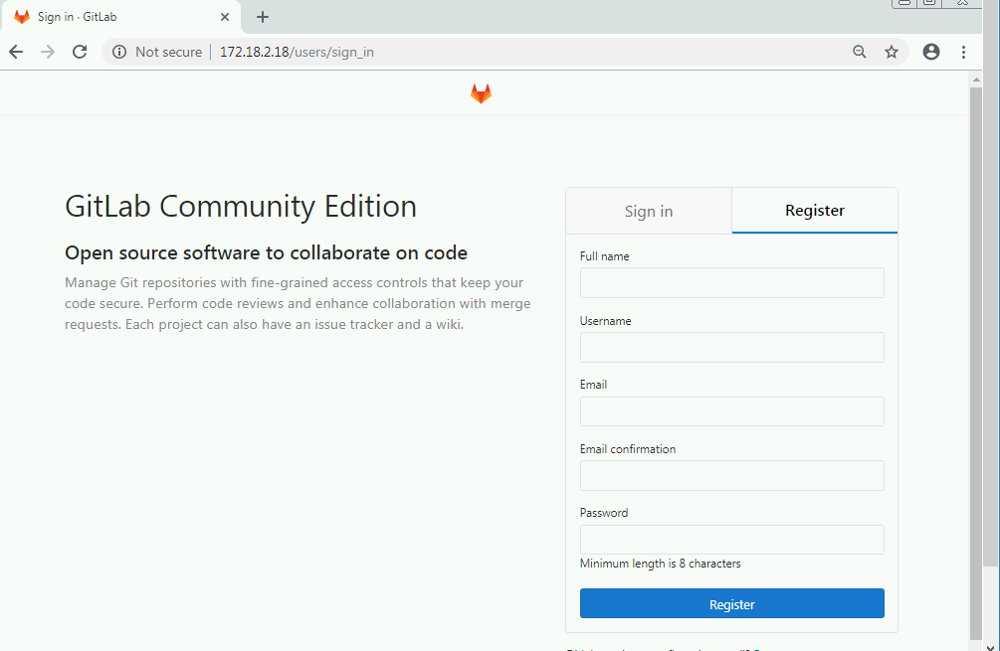 Sign in · GitLab
Not secure
172.18.2.18/users/sign_in
GitLab Community Edition
Open source software to collaborate on code
Manage Git repositories with fine-grained access controls that keep your
code secure. Perform code reviews and enhance collaboration with merge
requests. Each project can also have an issue tracker and a wiki.
Sign in
Register
Full name
Username
Email
Email confirmation
Password
Minimum length is 8 characters
Register